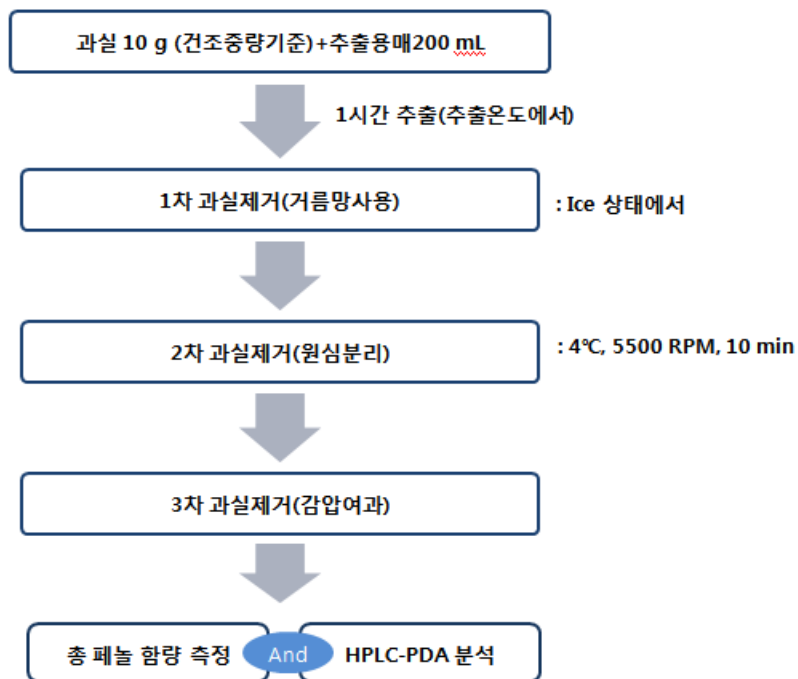 과실 10 g (건조중량기준)+추출용매200 mL
1시간 추출(추출온도에서)
1차 과실제거(거름망사용)
: Ice 상태에서
2차 과실제거(원심분리)
: 4℃, 5500 RPM, 10 min
3차 과실제거(감압여과)
총 페놀 함량 측정 And HPLC-PDA 분석